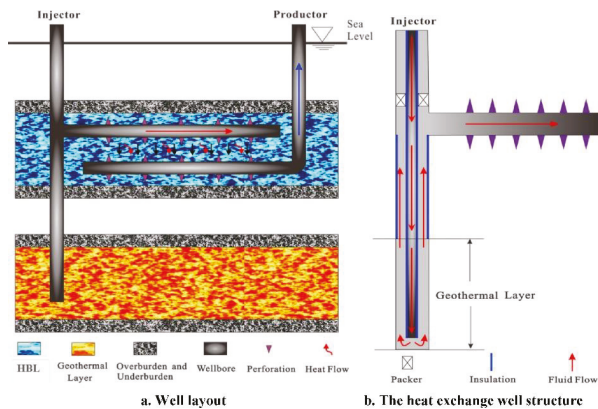 Injector
Productor
Sea
Level
HBL
Geothermal
Layer
Overburden and
Underburden
Wellbore
Perforation
Heat Flow
a. Well layout
Injector
Geothermal Layer
Packer
Insulation
Fluid Flow
b. The heat exchange well structure